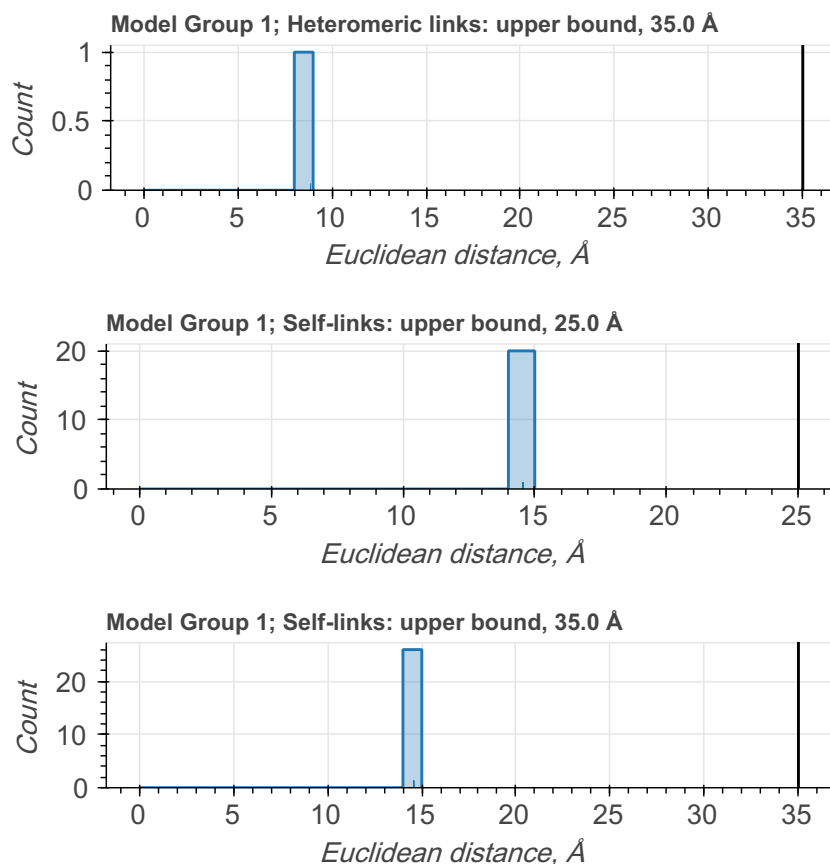 Model Group 1; Heteromeric links: upper bound, 35.0 Å
1
0.5
0
Count
0 5 10 15 20 25 30 35
Euclidean distance, Å
Model Group 1; Self-links: upper bound, 25.0 Å
20
10
0
Count
0 5 10 15 20 25
Euclidean distance, Å
Model Group 1; Self-links: upper bound, 35.0 Å
20
10
0
Count
0 5 10 15 20 25 30 35
Euclidean distance, Å